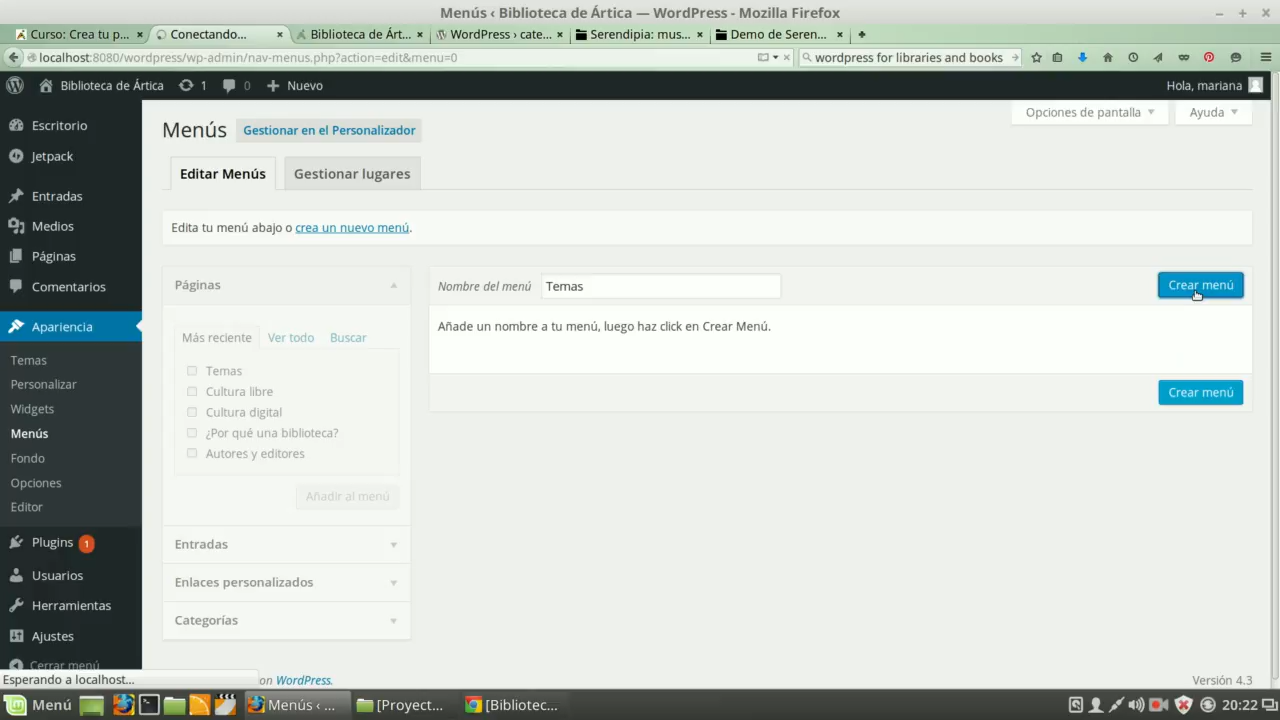 Menús ‹ Biblioteca de Ártica — WordPress - Mozilla Firefox
Curso: Crea tu p...
Conectando...
Biblioteca de Árt...
WordPress › cate...
Serendipia: mus...
Demo de Seren...
localhost:8080/wordpress/wp-admin/nav-menus.php?action=edit&menu=0
wordpress for libraries and books
Biblioteca de Ártica
1
0
Nuevo
Hola, mariana
Escritorio
Jetpack
Entradas
Medios
Páginas
Comentarios
Apariencia
Temas
Personalizar
Widgets
Menús
Fondo
Opciones
Editor
Plugins 1
Usuarios
Herramientas
Ajustes
Cerrar menú
Opciones de pantalla
Ayuda
Menús
Gestionar en el Personalizador
Editar Menús
Gestionar lugares
Edita tu menú abajo o crea un nuevo menú.
Páginas
Más reciente
Ver todo
Buscar
Temas
Cultura libre
Cultura digital
¿Por qué una biblioteca?
Autores y editores
Añadir al menú
Entradas
Enlaces personalizados
Categorías
Nombre del menú
Temas
Crear menú
Añade un nombre a tu menú, luego haz click en Crear Menú.
Crear menú
Esperando a localhost...
on WordPress.
Versión 4.3
Menú
Menús ‹ ...
[Proyect...
[Bibliotec...
20:22